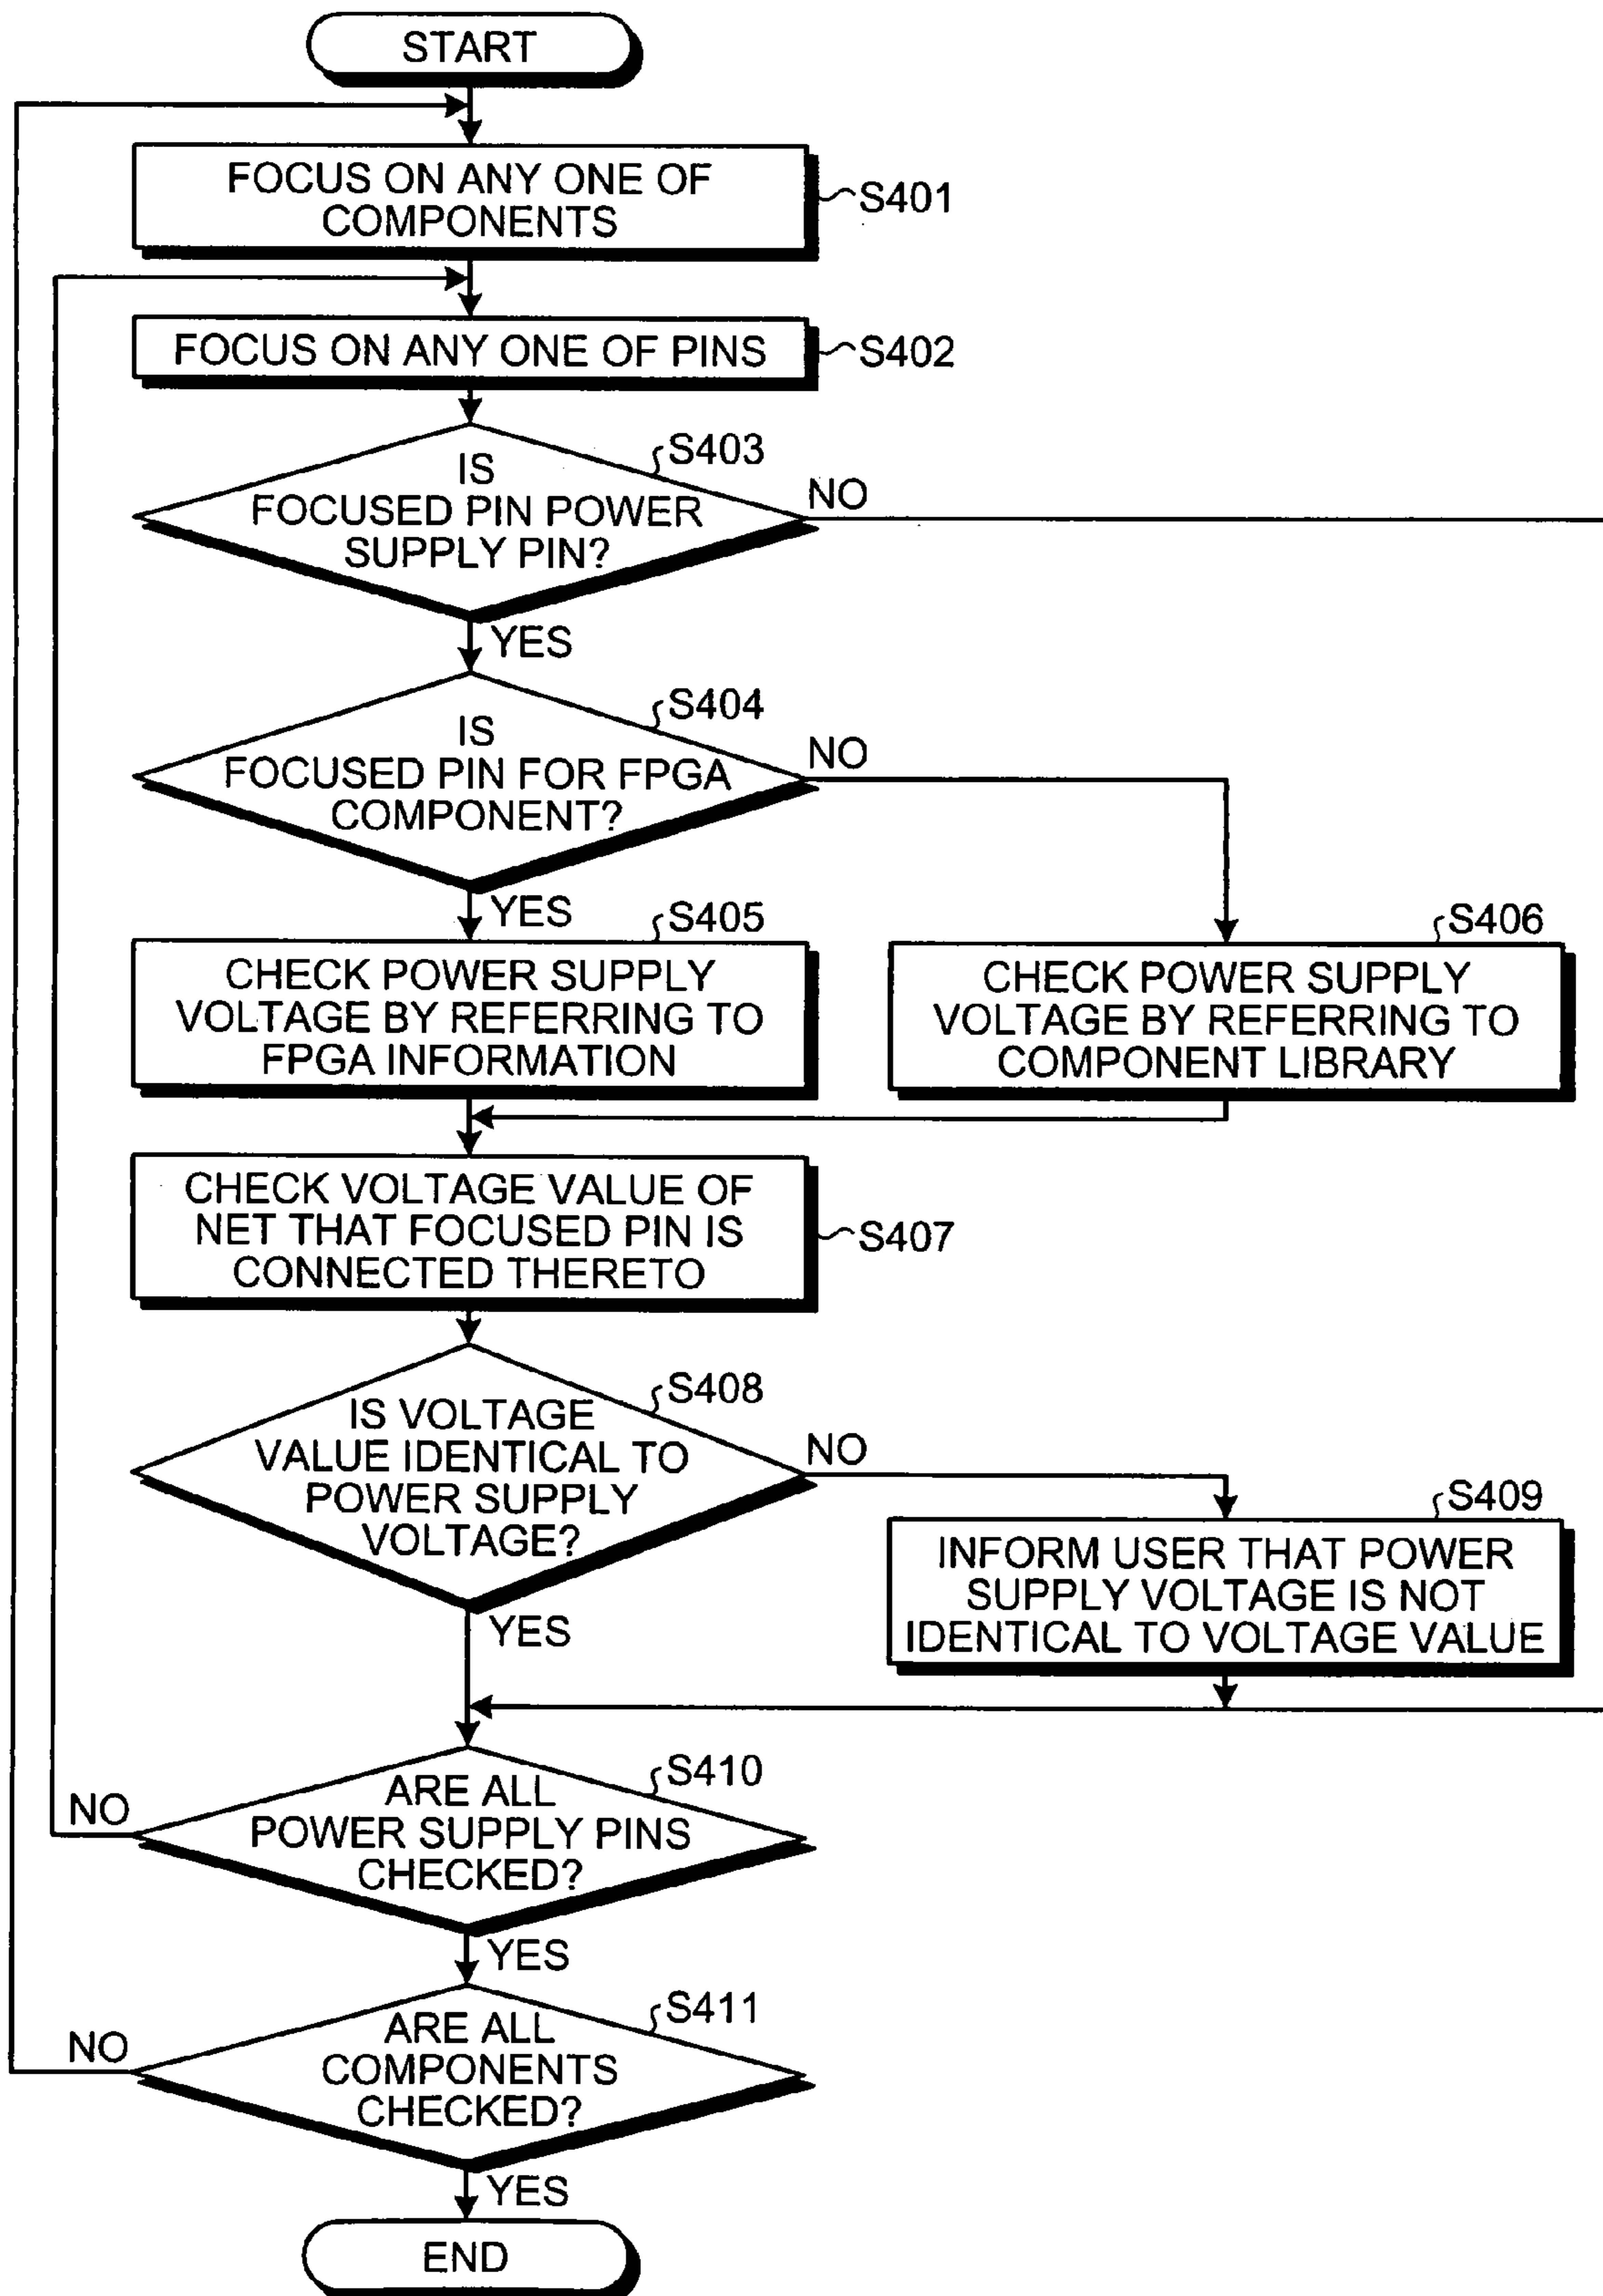 START
FOCUS ON ANY ONE OF
COMPONENTS
S401
FOCUS ON ANY ONE OF PINS
S402
S403
IS
FOCUSED PIN POWER
SUPPLY PIN?
NO
YES
S404
IS
FOCUSED PIN FOR FPGA
COMPONENT?
NO
YES
S405
CHECK POWER SUPPLY
VOLTAGE BY REFERRING TO
FPGA INFORMATION
S406
CHECK POWER SUPPLY
VOLTAGE BY REFERRING TO
COMPONENT LIBRARY
CHECK VOLTAGE VALUE OF
NET THAT FOCUSED PIN IS
CONNECTED THERETO
S407
S408
IS VOLTAGE
VALUE IDENTICAL TO
POWER SUPPLY
VOLTAGE?
NO
YES
S409
INFORM USER THAT POWER
SUPPLY VOLTAGE IS NOT
IDENTICAL TO VOLTAGE VALUE
S410
ARE ALL
POWER SUPPLY PINS
CHECKED?
NO
YES
S411
ARE ALL
COMPONENTS
CHECKED?
NO
YES
END